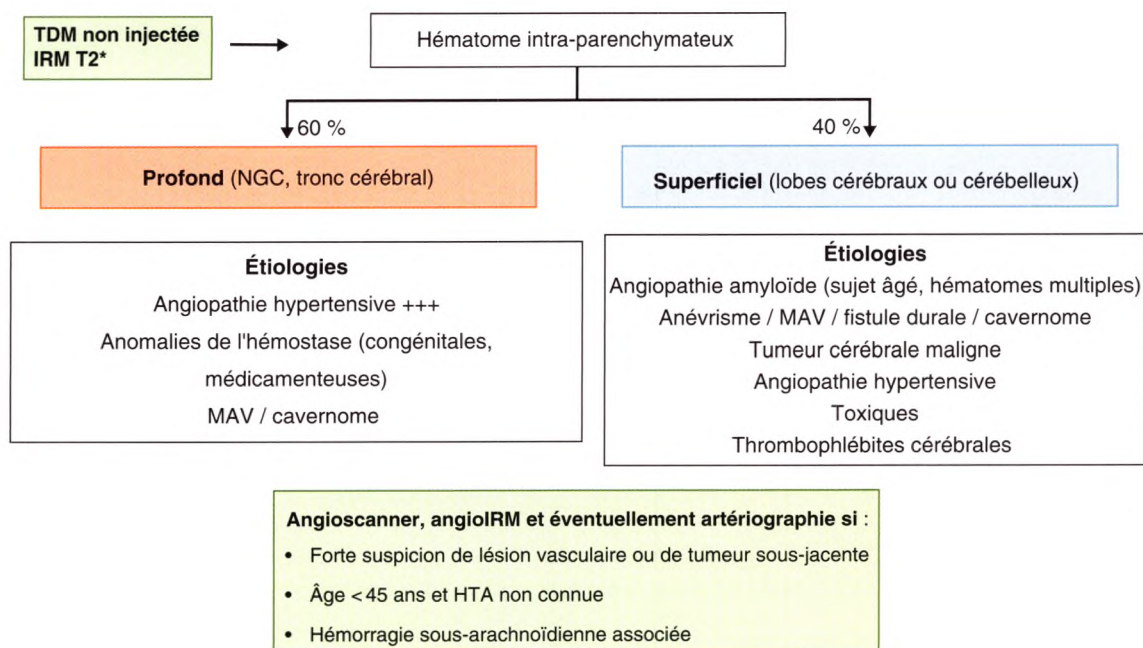 TDM non injectée
IRM T2*
Hématome intra-parenchymateux
60 %
40 %
Profond (NGC, tronc cérébral)
Superficiel (lobes cérébraux ou cérébelleux)
Étiologies
Angiopathie hypertensive +++
Anomalies de l'hémostase (congénitales,
médicamenteuses)
MAV / cavernome
Étiologies
Angiopathie amyloïde (sujet âgé, hématomes multiples)
Anévrisme / MAV / fistule durale / cavernome
Tumeur cérébrale maligne
Angiopathie hypertensive
Toxiques
Thrombophlébites cérébrales
Angioscanner, angioIRM et éventuellement artériographie si :
• Forte suspicion de lésion vasculaire ou de tumeur sous-jacente
• Âge < 45 ans et HTA non connue
• Hémorragie sous-arachnoïdienne associée